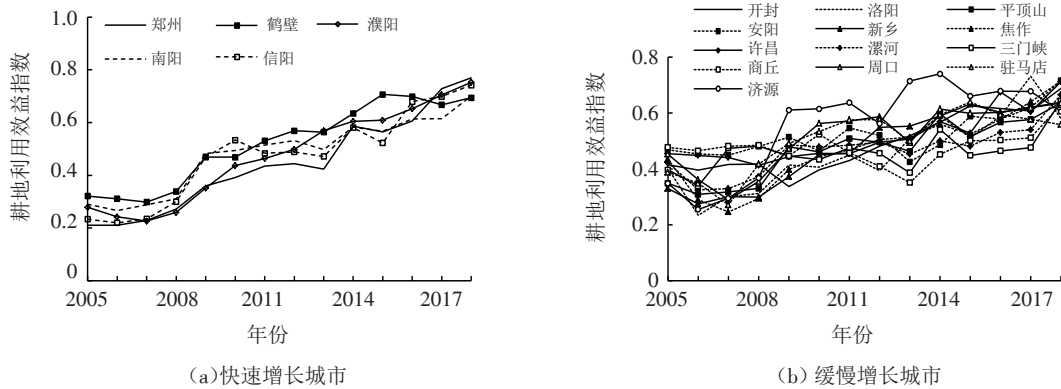 郑州 鹤壁 濮阳
南阳 信阳
耕地利用效益指数
1.0
0.8
0.6
0.4
0.2
0
2005 2008 2011 2014 2017
年份
(a)快速增长城市
开封 洛阳 平顶山
安阳 新乡 焦作
许昌 漯河 三门峡
商丘 周口 驻马店
济源
耕地利用效益指数
0.8
0.6
0.4
0.2
0
2005 2008 2011 2014 2017
年份
(b) 缓慢增长城市